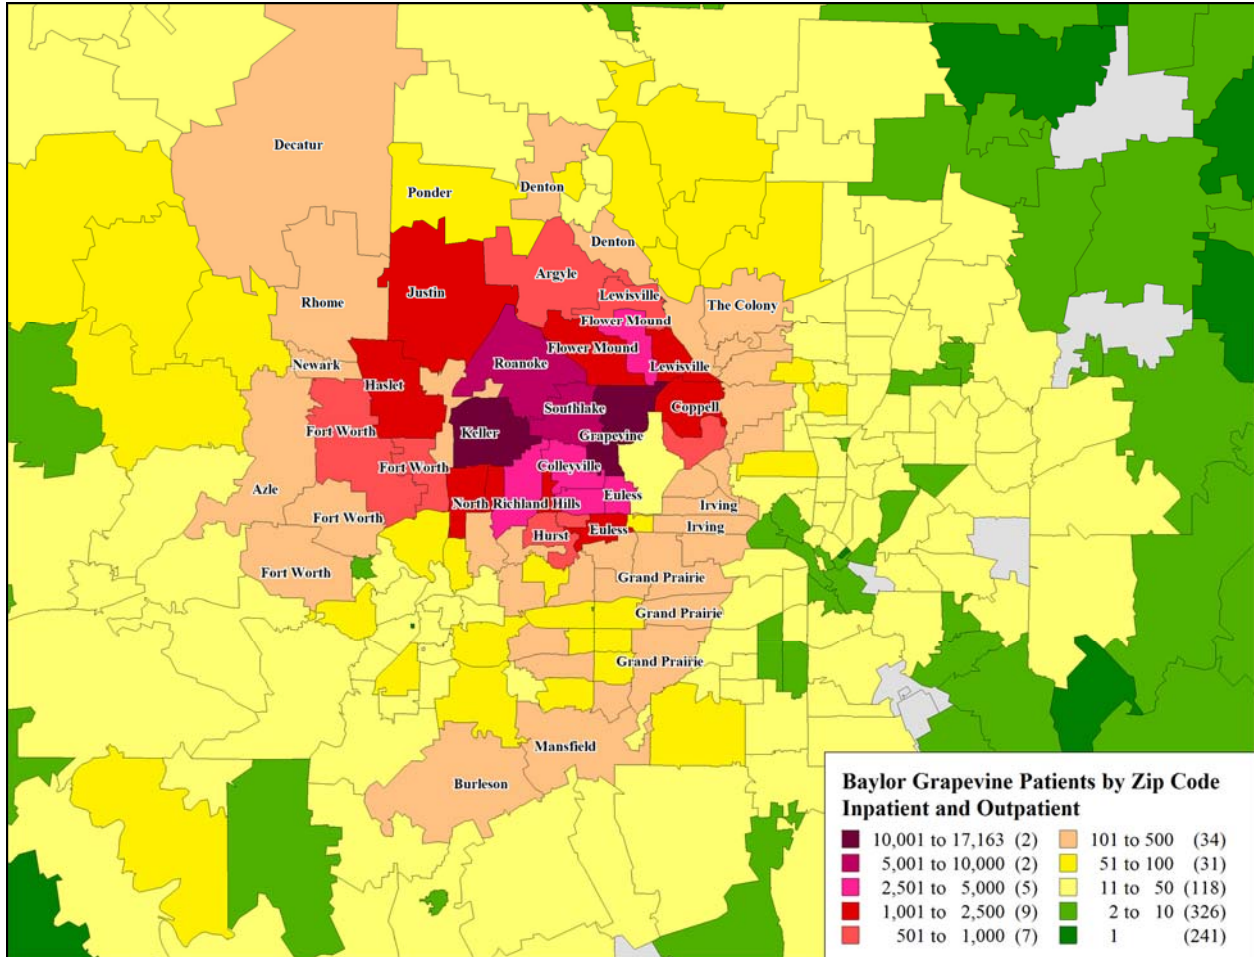 Decatur
Ponder
Denton
Denton
Argyle
Justin
Rhome
Lewisville
The Colony
Flower Mound
Flower Mound
Newark
Roanoke
Lewisville
Haslet
Southlake
Coppell
Fort Worth
Keller
Grapevine
Fort Worth
Colleyville
Azle
North Richland Hills
Euless
Irving
Fort Worth
Irving
Hurst
Euless
Fort Worth
Grand Prairie
Grand Prairie
Grand Prairie
Mansfield
Burleson
Baylor Grapevine Patients by Zip Code
Inpatient and Outpatient
10,001 to 17,163 (2)
5,001 to 10,000 (2)
2,501 to 5,000 (5)
1,001 to 2,500 (9)
501 to 1,000 (7)
101 to 500 (34)
51 to 100 (31)
11 to 50 (118)
2 to 10 (326)
1 (241)